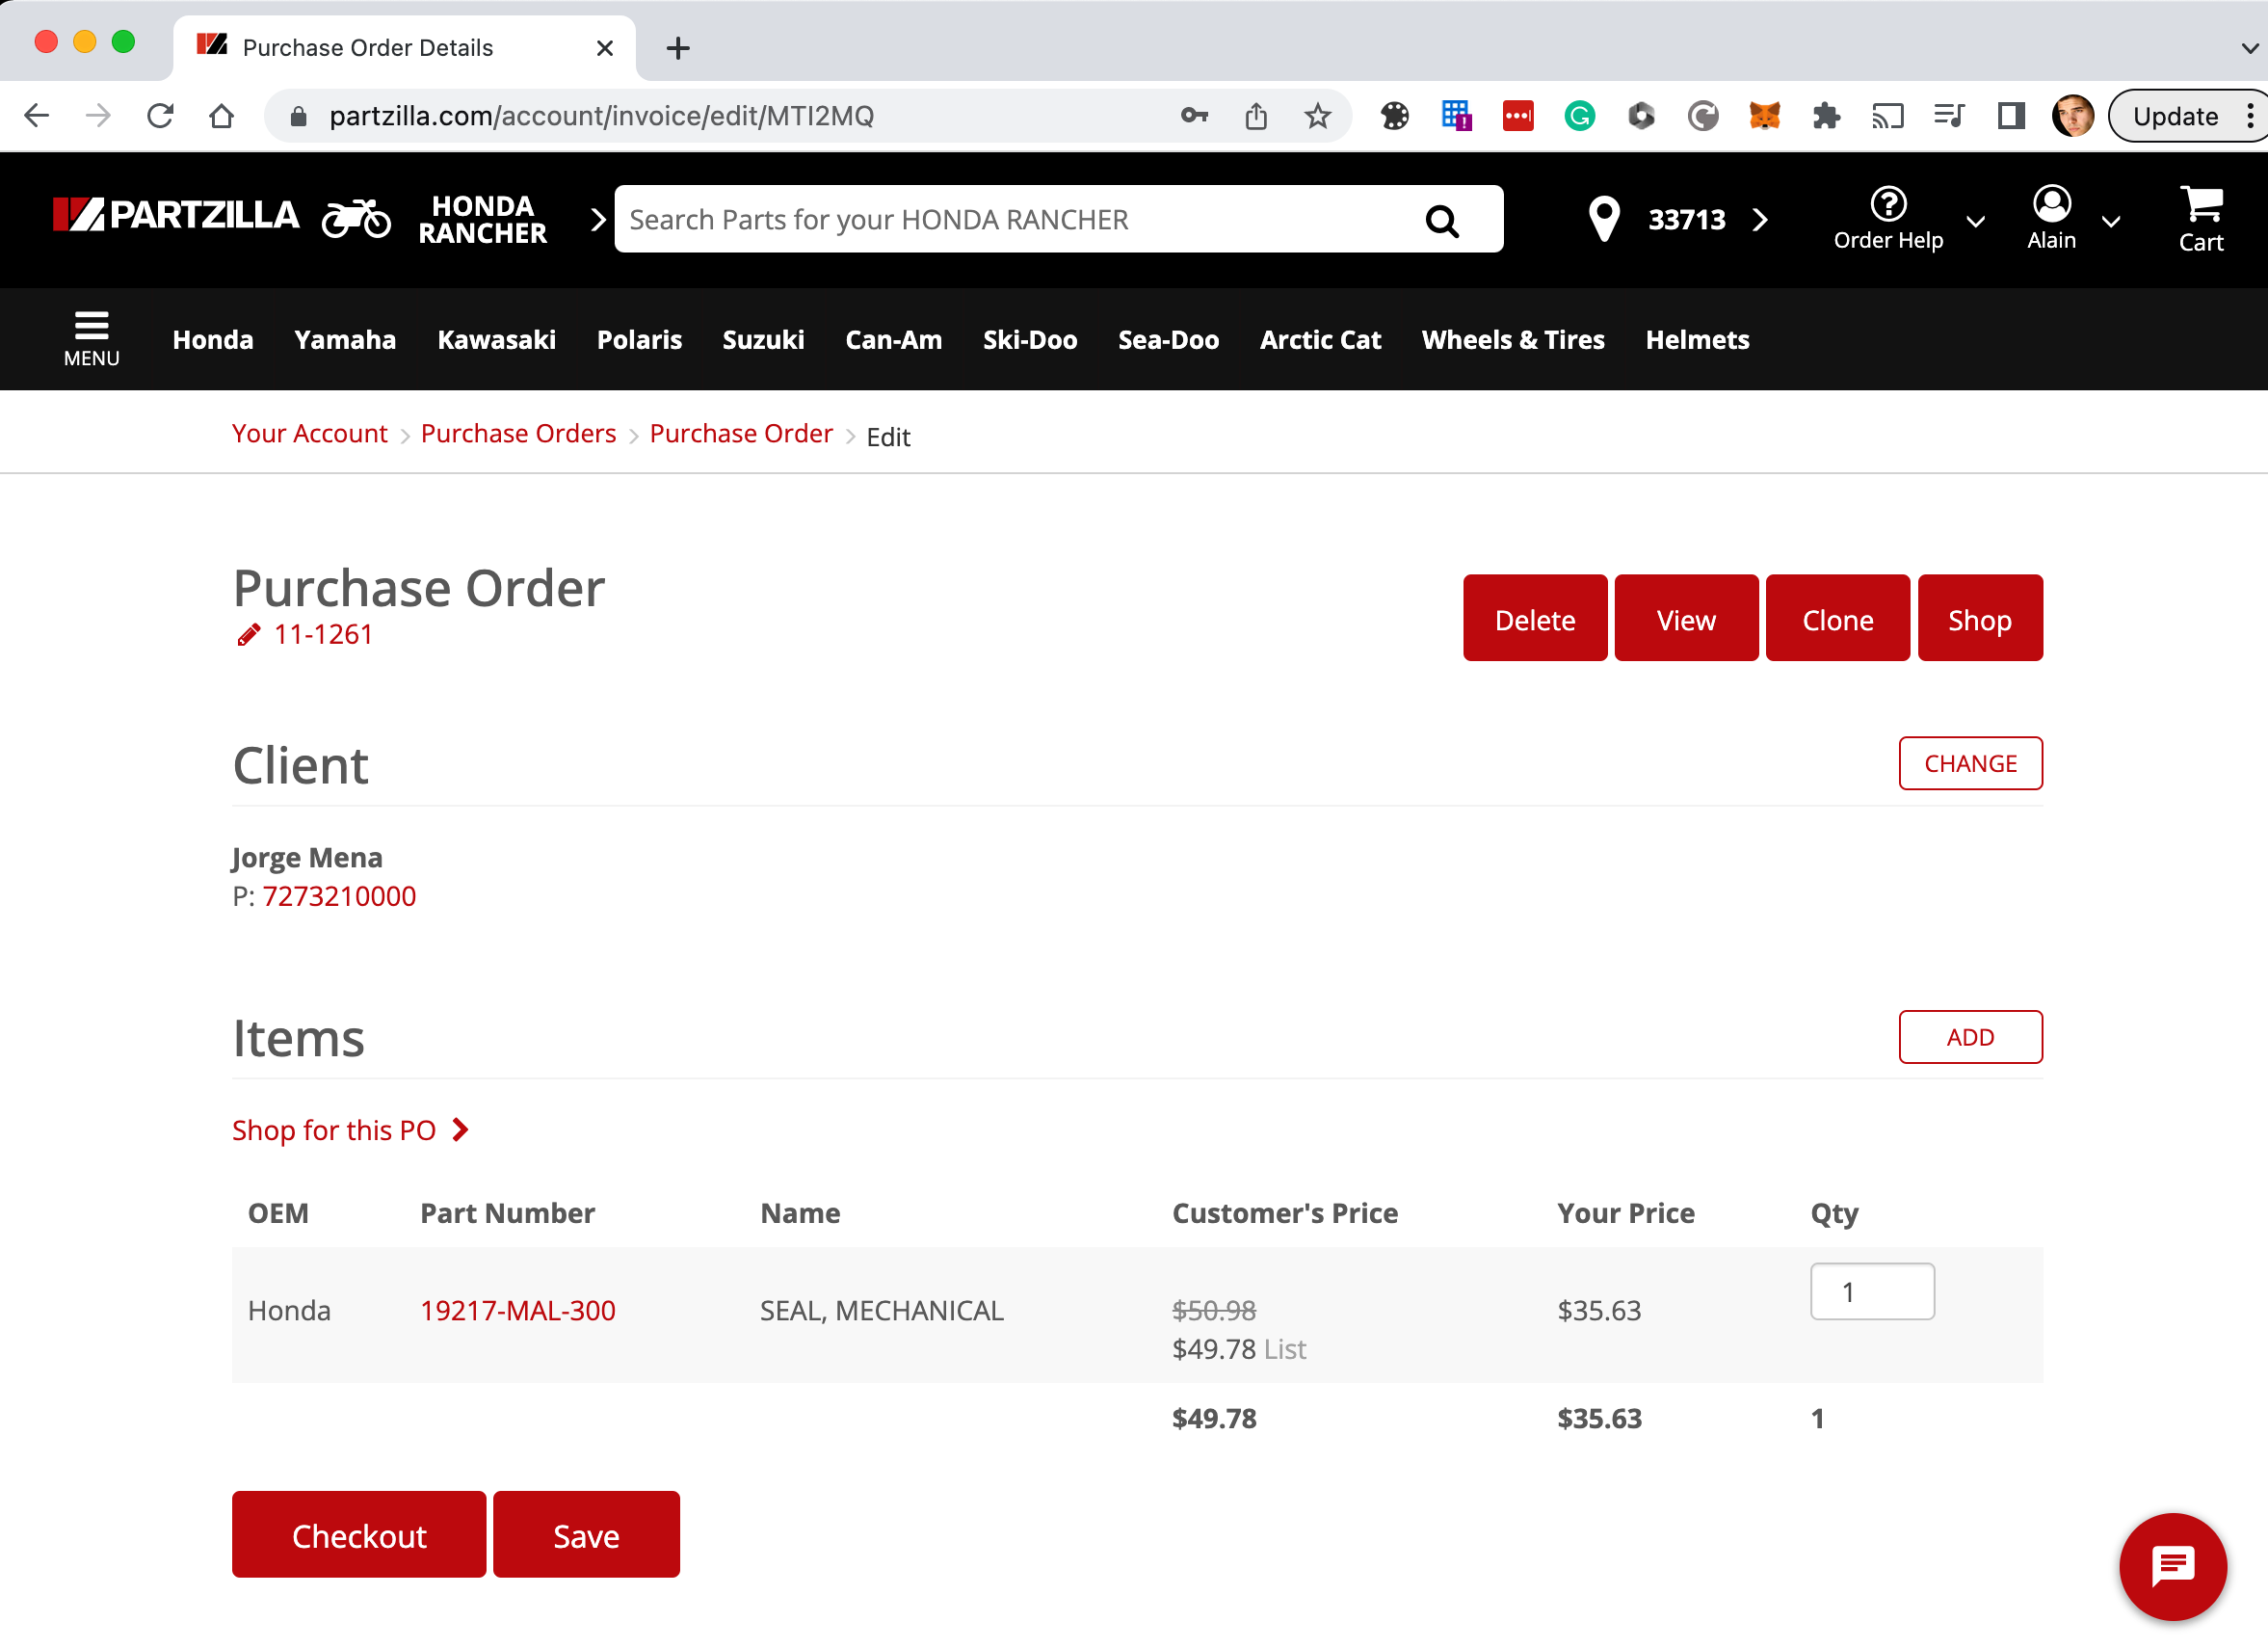 Purchase Order Details
partzilla.com/account/invoice/edit/MTI2MQ
Update
PARTZILLA
HONDA
RANCHER
Search Parts for your HONDA RANCHER
33713
Order Help
Alain
Cart
MENU
Honda Yamaha Kawasaki Polaris Suzuki Can-Am Ski-Doo Sea-Doo Arctic Cat Wheels & Tires Helmets
Your Account > Purchase Orders > Purchase Order > Edit
Purchase Order
11-1261
Delete View Clone Shop
Client
CHANGE
Jorge Mena
P: 7273210000
Items
ADD
Shop for this PO
OEM Part Number Name Customer's Price Your Price Qty
Honda 19217-MAL-300 SEAL, MECHANICAL $50.98 $35.63 1
$49.78 List
$49.78 $35.63 1
Checkout Save